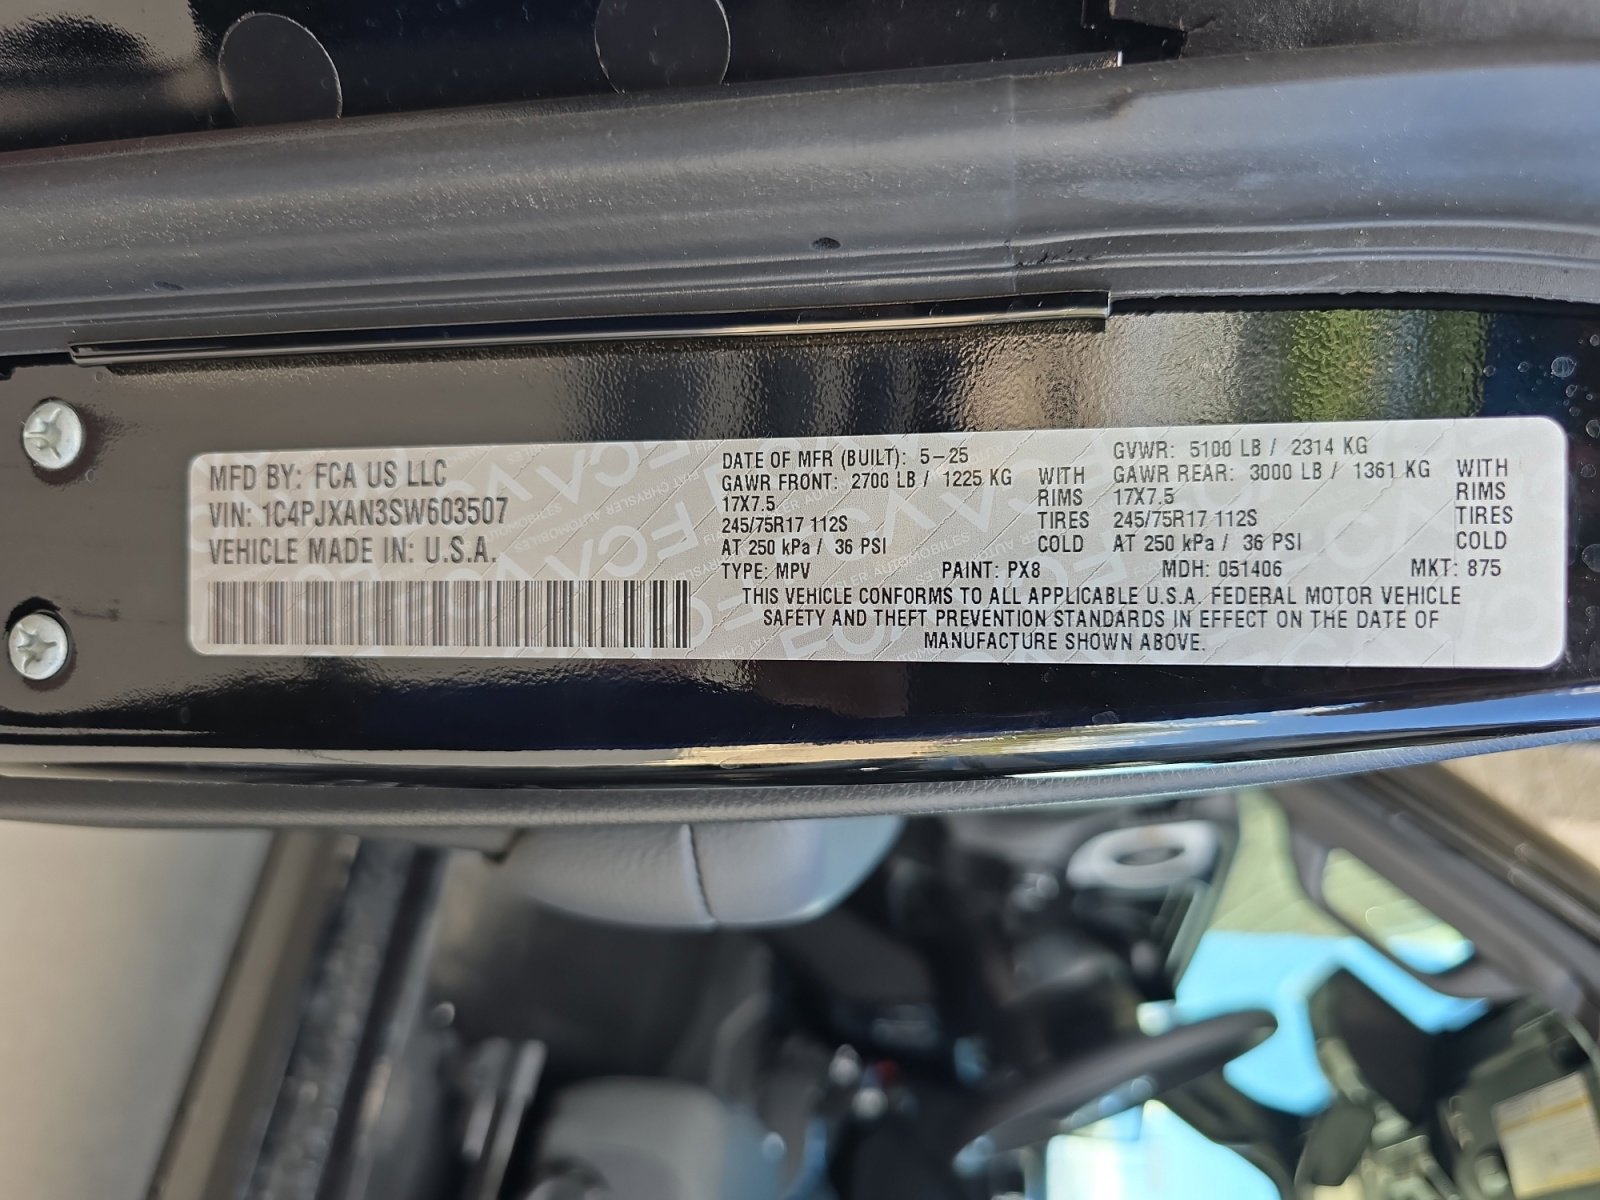 MFD BY: FCA US LLC
VIN: 1C4PJXAN3SW603507
VEHICLE MADE IN: U.S.A.
DATE OF MFR (BUILT): 5-25
GAWR FRONT: 2700 LB / 1225 KG WITH
17X7.5 RIMS
245/75R17 112S TIRES
AT 250 kPa / 36 PSI COLD
GVWR: 5100 LB / 2314 KG
GAWR REAR: 3000 LB / 1361 KG WITH
17X7.5 RIMS
245/75R17 112S TIRES
AT 250 kPa / 36 PSI COLD
TYPE: MPV PAINT: PX8 MDH: 051406 MKT: 875
THIS VEHICLE CONFORMS TO ALL APPLICABLE U.S.A. FEDERAL MOTOR VEHICLE
SAFETY AND THEFT PREVENTION STANDARDS IN EFFECT ON THE DATE OF
MANUFACTURE SHOWN ABOVE.